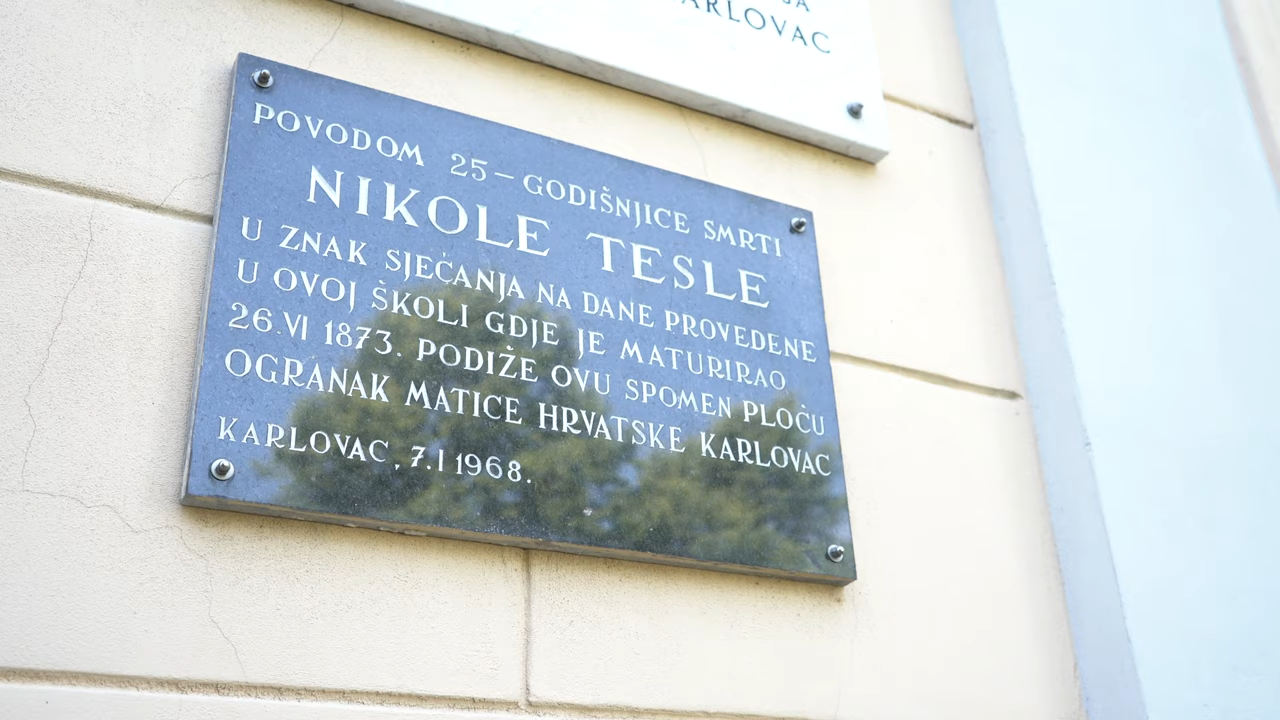 KARLOVAC
POVODOM 25–GODIŠNJICE SMRTI
NIKOLE TESLE
U ZNAK SJEĆANJA NA DANE PROVEDENE
U OVOJ ŠKOLI GDJE JE MATURIRAO
26.VI 1873. PODIŽE OVU SPOMEN PLOČU
OGRANAK MATICE HRVATSKE KARLOVAC
KARLOVAC, 7.I 1968.